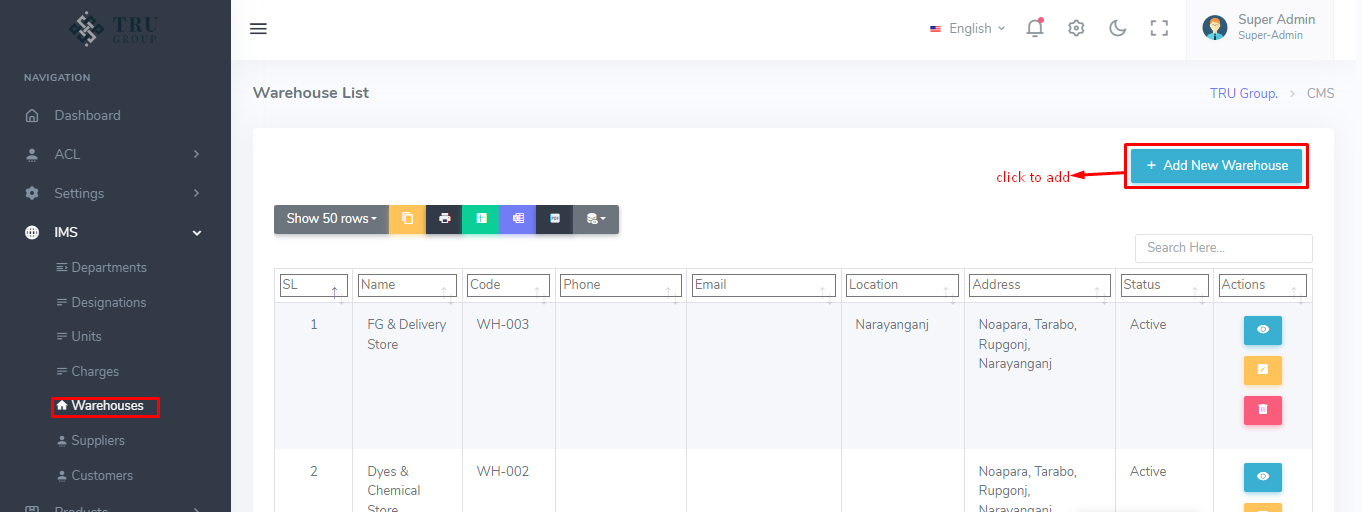 TRU
GROUP
English
Super Admin
Super-Admin
NAVIGATION
Dashboard
ACL
Settings
IMS
Departments
Designations
Units
Charges
Warehouses
Suppliers
Customers
Products
Warehouse List
TRU Group. > CMS
+ Add New Warehouse
click to add
Show 50 rows
Search Here...
SL Name Code Phone Email Location Address Status Actions
1 FG & Delivery WH-003 Narayanganj Noapara, Tarabo, Active
Store Rupgonj,
Narayanganj
2 Dyes & WH-002 Noapara, Tarabo, Active
Chemical Rupgonj,
Store Narayanganj